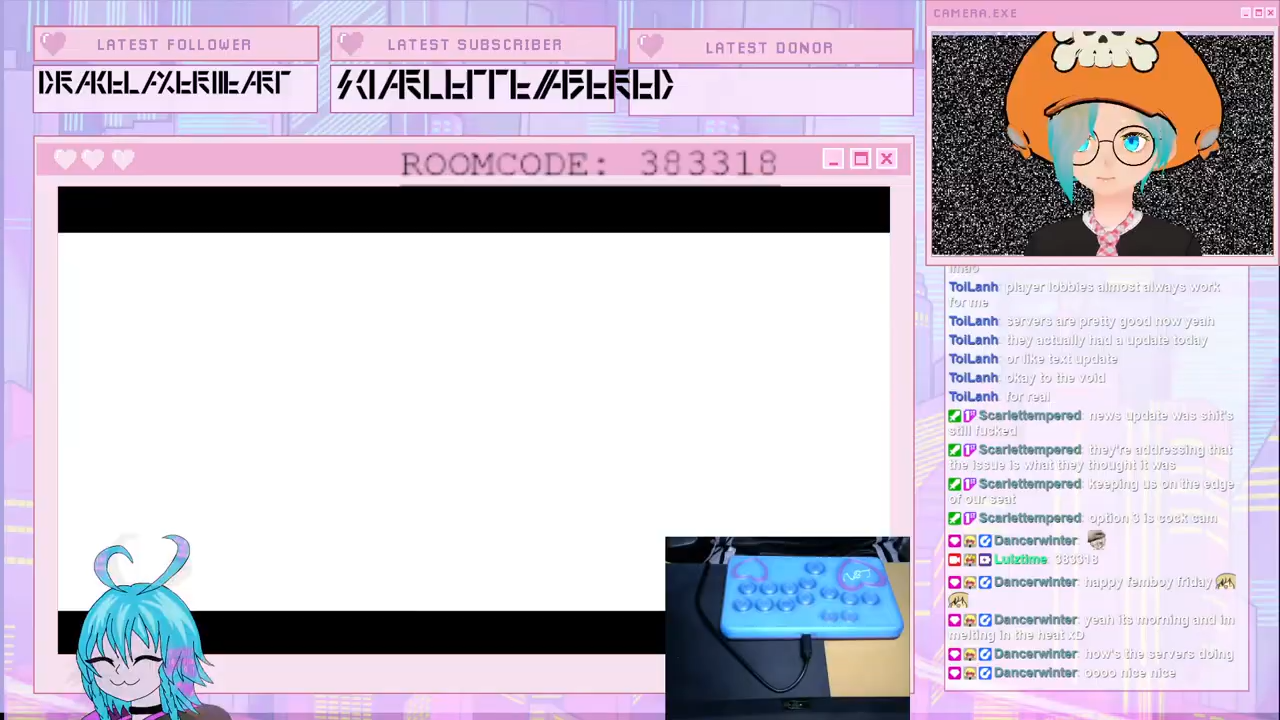 LATEST FOLLOWER
LATEST SUBSCRIBER
LATEST DONOR
CAMERA.EXE
ROOMCODE: 383318
lmao
ToiLanh: player lobbies almost always work
for me
ToiLanh: servers are pretty good now yeah
ToiLanh: they actually had a update today
ToiLanh: or like text update
ToiLanh: okay to the void
ToiLanh: for real
Scarlettempered: news update was shit's
still fucked
Scarlettempered: they're addressing that
the issue is what they thought it was
Scarlettempered: keeping us on the edge
of our seat
Scarlettempered: option 3 is cock cam
Dancerwinter:
Luiztime: 383318
Dancerwinter: happy femboy friday
Dancerwinter: yeah its morning and im
melting in the heat xD
Dancerwinter: how's the servers doing
Dancerwinter: oooo nice nice